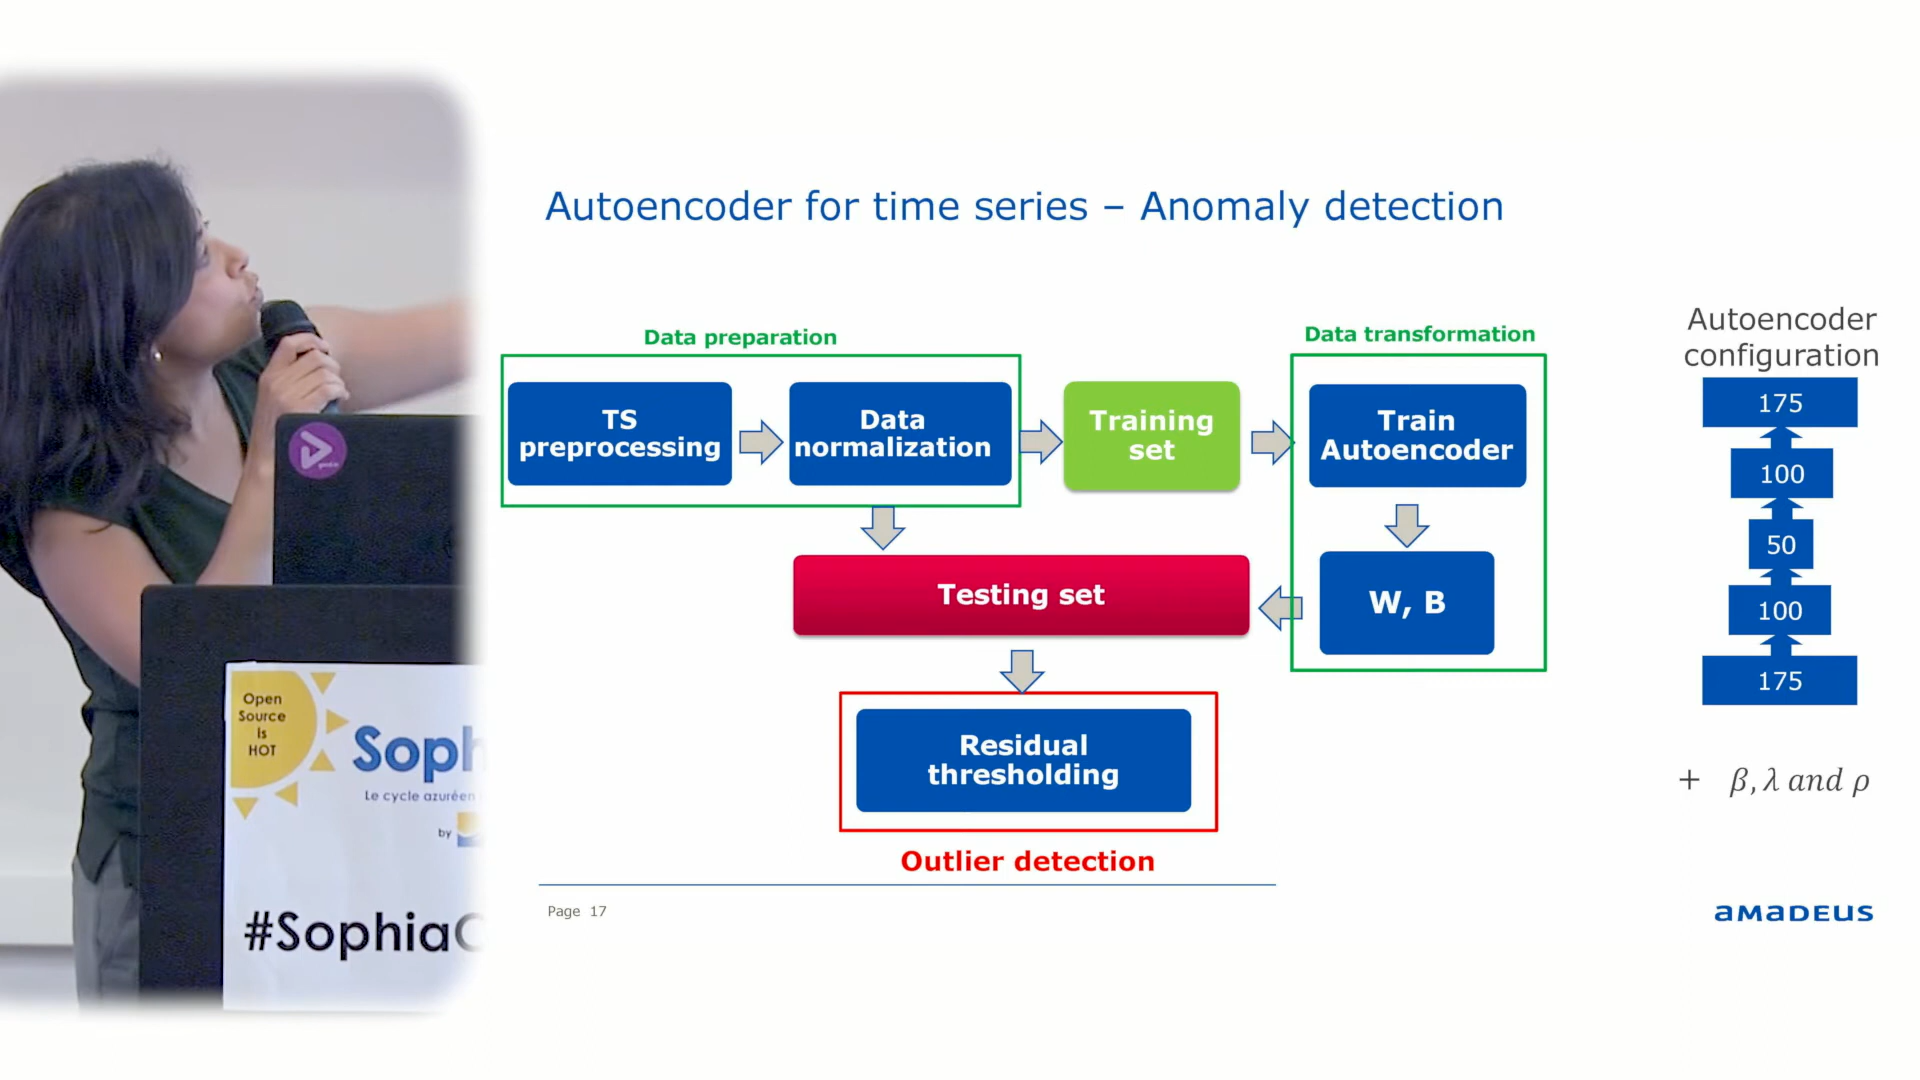 Autoencoder for time series – Anomaly detection
Data preparation
TS
preprocessing
Data
normalization
Training
set
Data transformation
Train
Autoencoder
W, B
Testing set
Residual
thresholding
Outlier detection
Autoencoder
configuration
175
100
50
100
175
+ β, λ and ρ
Page 17
amadeus
Open
Source
is
HOT
Soph
Le cycle azuréen
by
#Sophia